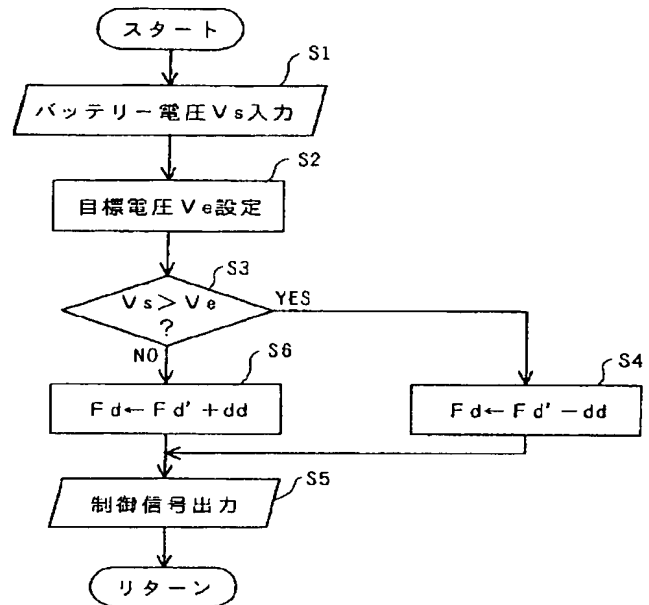 スタート
S1
バッテリー電圧Vs入力
S2
目標電圧Ve設定
S3
Vs>Ve
?
YES
NO
S6
Fd←Fd'+dd
S4
Fd←Fd'-dd
S5
制御信号出力
リターン